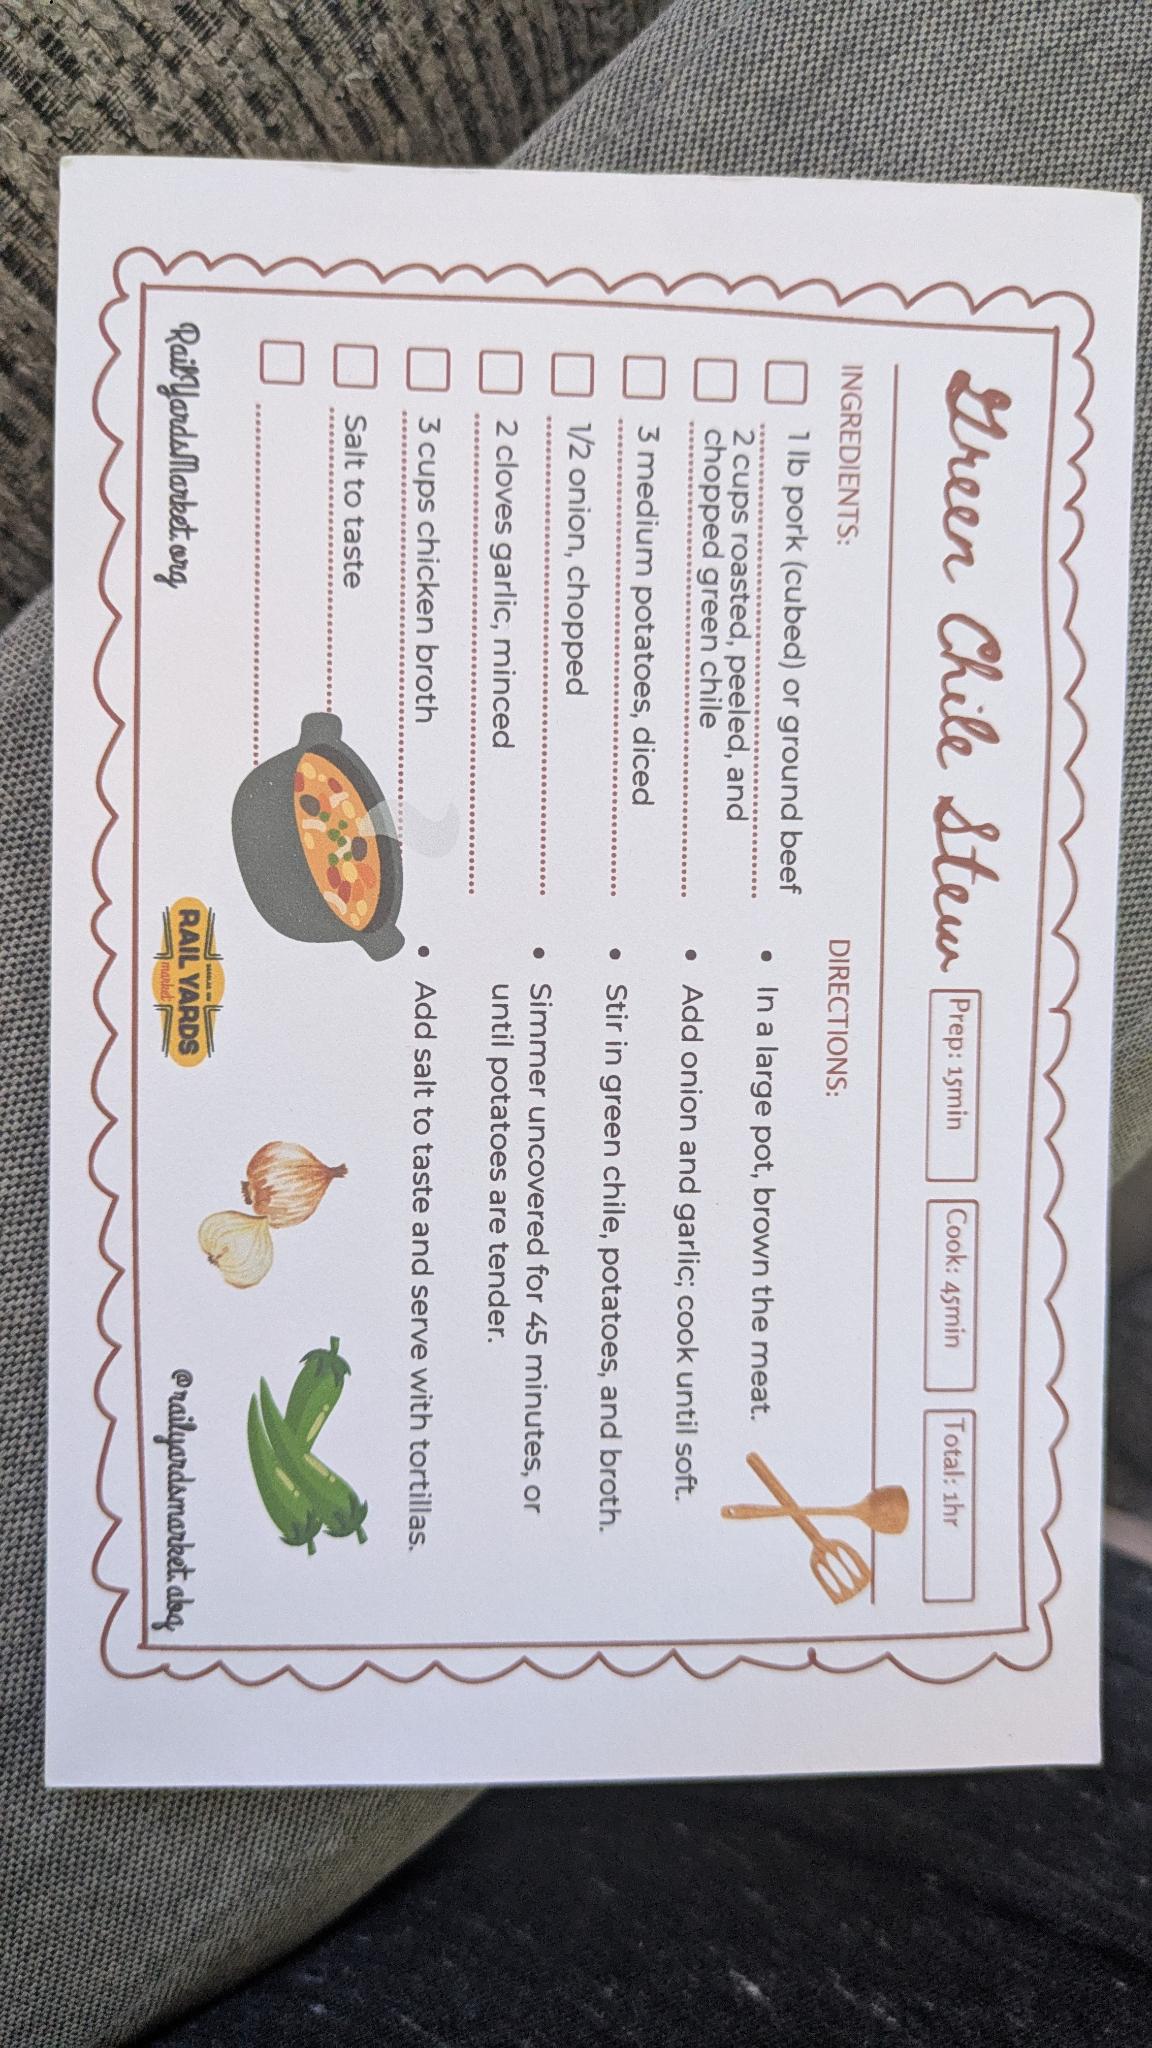 Green Chile Stew
Prep: 15min
Cook: 45min
Total: 1hr
INGREDIENTS:
1 lb pork (cubed) or ground beef
2 cups roasted, peeled, and
chopped green chile
3 medium potatoes, diced
1/2 onion, chopped
2 cloves garlic, minced
3 cups chicken broth
Salt to taste
DIRECTIONS:
• In a large pot, brown the meat.
• Add onion and garlic; cook until soft.
• Stir in green chile, potatoes, and broth.
• Simmer uncovered for 45 minutes, or
until potatoes are tender.
• Add salt to taste and serve with tortillas.
RailYardsMarket.org
RAIL YARDS
market
@railyardsmarket.abq